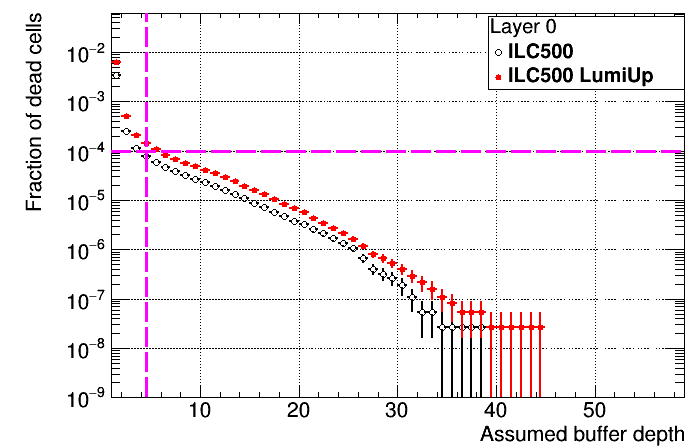 Layer 0
ILC500
ILC500 LumiUp
Fraction of dead cells
10⁻²
10⁻³
10⁻⁴
10⁻⁵
10⁻⁶
10⁻⁷
10⁻⁸
10⁻⁹
10 20 30 40 50
Assumed buffer depth